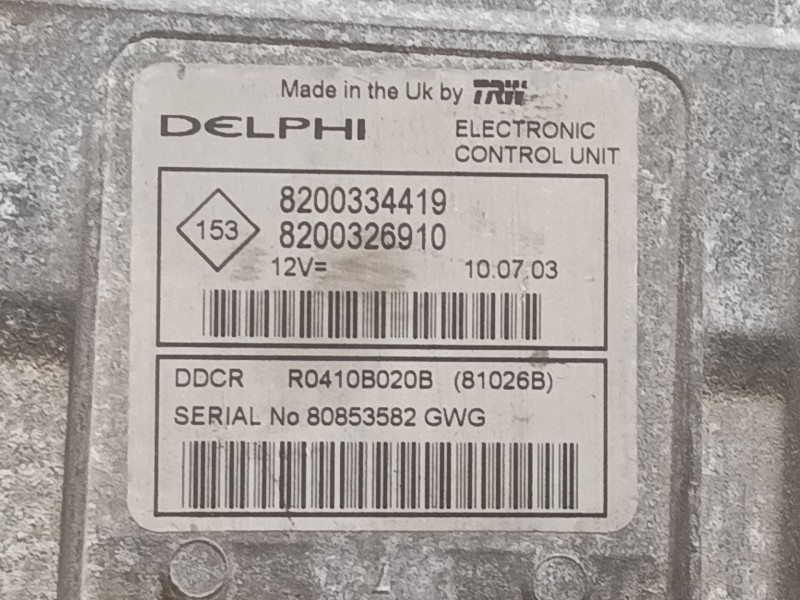 Made in the Uk by TRW
DELPHI
ELECTRONIC
CONTROL UNIT
153
8200334419
8200326910
12V=
10.07.03
DDCR R0410B020B (81026B)
SERIAL No 80853582 GWG